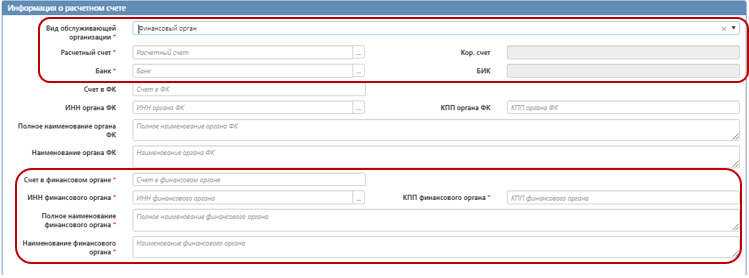 Информация о расчетном счете
Вид обслуживающей
организации * Финансовый орган × ▼
Расчетный счет * Расчетный счет ... Кор. счет
Банк * Банк ... БИК
Счет в ФК Счет в ФК
ИНН органа ФК ИНН органа ФК ... КПП органа ФК КПП органа ФК
Полное наименование органа Полное наименование органа ФК
ФК
Наименование органа ФК Наименование органа ФК
Счет в финансовом органе * Счет в финансовом органе
ИНН финансового органа * ИНН финансового органа ... КПП финансового органа * КПП финансового органа
Полное наименование Полное наименование финансового органа
финансового органа *
Наименование финансового Наименование финансового органа
органа *